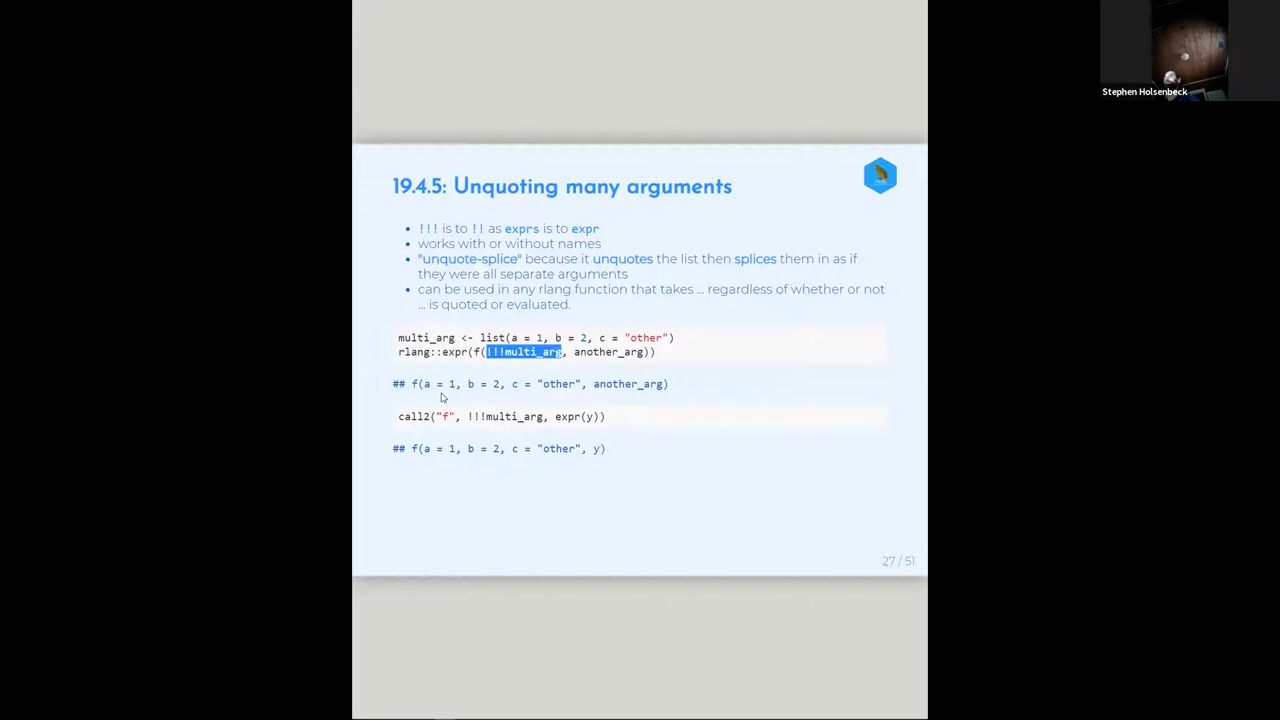 Stephen Holsenbeck
19.4.5: Unquoting many arguments
!!! is to !! as exprs is to expr
works with or without names
"unquote-splice" because it unquotes the list then splices them in as if
they were all separate arguments
can be used in any rlang function that takes ... regardless of whether or not
... is quoted or evaluated.
multi_arg <- list(a = 1, b = 2, c = "other")
rlang::expr(f(!!!multi_arg, another_arg))
## f(a = 1, b = 2, c = "other", another_arg)
call2("f", !!!multi_arg, expr(y))
## f(a = 1, b = 2, c = "other", y)
27 / 51